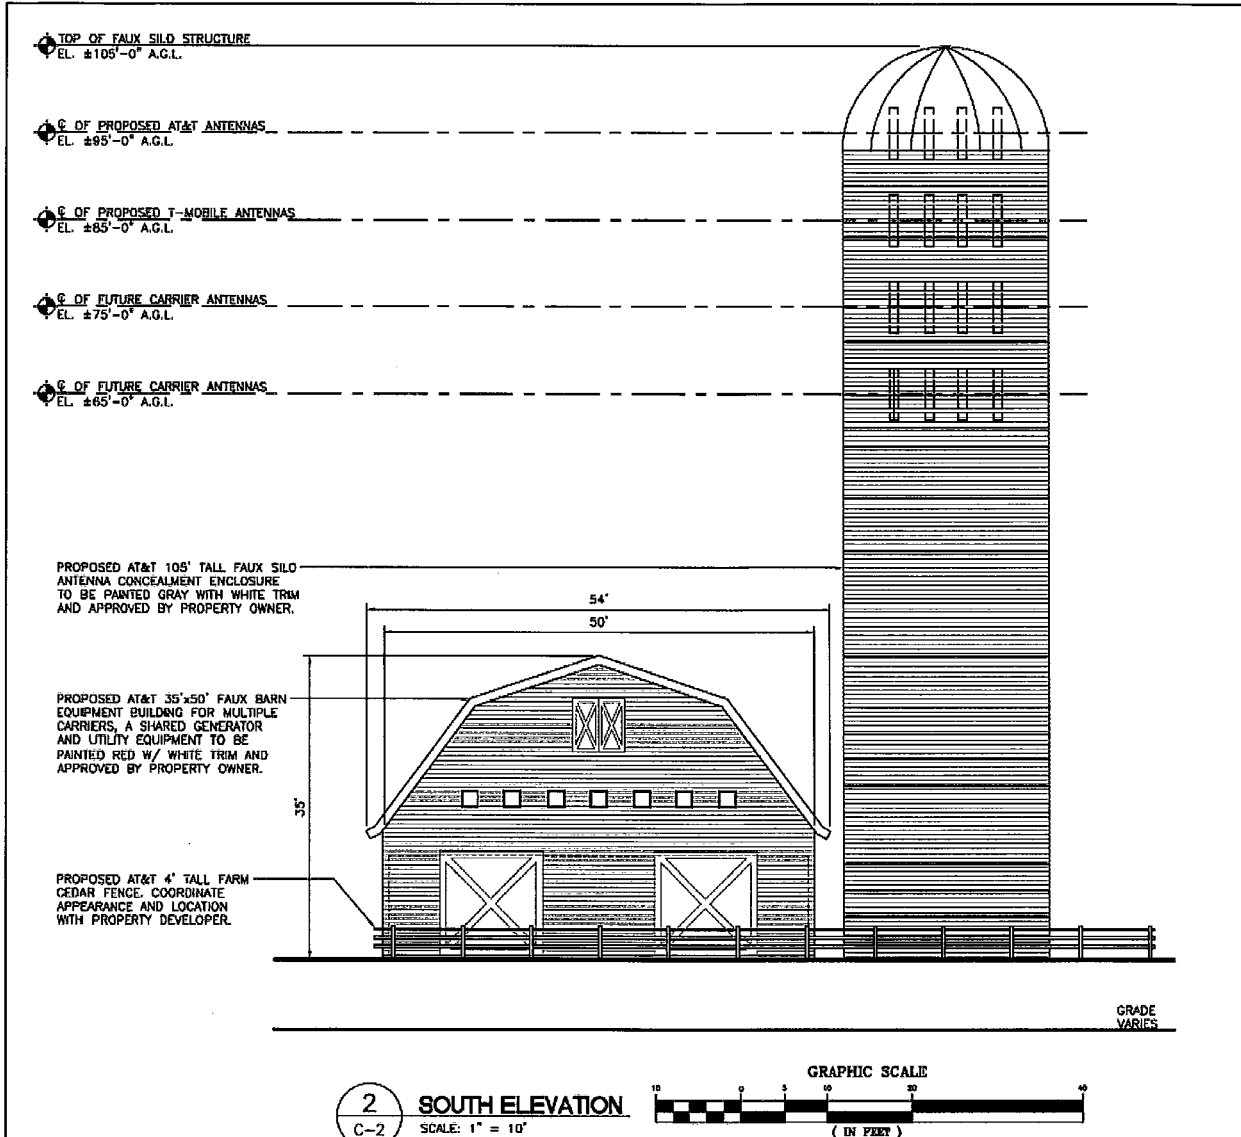 TOP OF FAUX SILO STRUCTURE
EL. ±105'-0" A.G.L.
℄ OF PROPOSED AT&T ANTENNAS
EL. ±95'-0" A.G.L.
℄ OF PROPOSED T-MOBILE ANTENNAS
EL. ±85'-0" A.G.L.
℄ OF FUTURE CARRIER ANTENNAS
EL. ±75'-0" A.G.L.
℄ OF FUTURE CARRIER ANTENNAS
EL. ±65'-0" A.G.L.
PROPOSED AT&T 105' TALL FAUX SILO
ANTENNA CONCEALMENT ENCLOSURE
TO BE PAINTED GRAY WITH WHITE TRIM
AND APPROVED BY PROPERTY OWNER.
54'
50'
PROPOSED AT&T 35'x50' FAUX BARN
EQUIPMENT BUILDING FOR MULTIPLE
CARRIERS, A SHARED GENERATOR
AND UTILITY EQUIPMENT TO BE
PAINTED RED W/ WHITE TRIM AND
APPROVED BY PROPERTY OWNER.
35'
PROPOSED AT&T 4' TALL FARM
CEDAR FENCE. COORDINATE
APPEARANCE AND LOCATION
WITH PROPERTY DEVELOPER.
GRADE
VARIES
2
C-2
SOUTH ELEVATION
SCALE: 1" = 10'
GRAPHIC SCALE
10 0 5 10 20 40
( IN FEET )